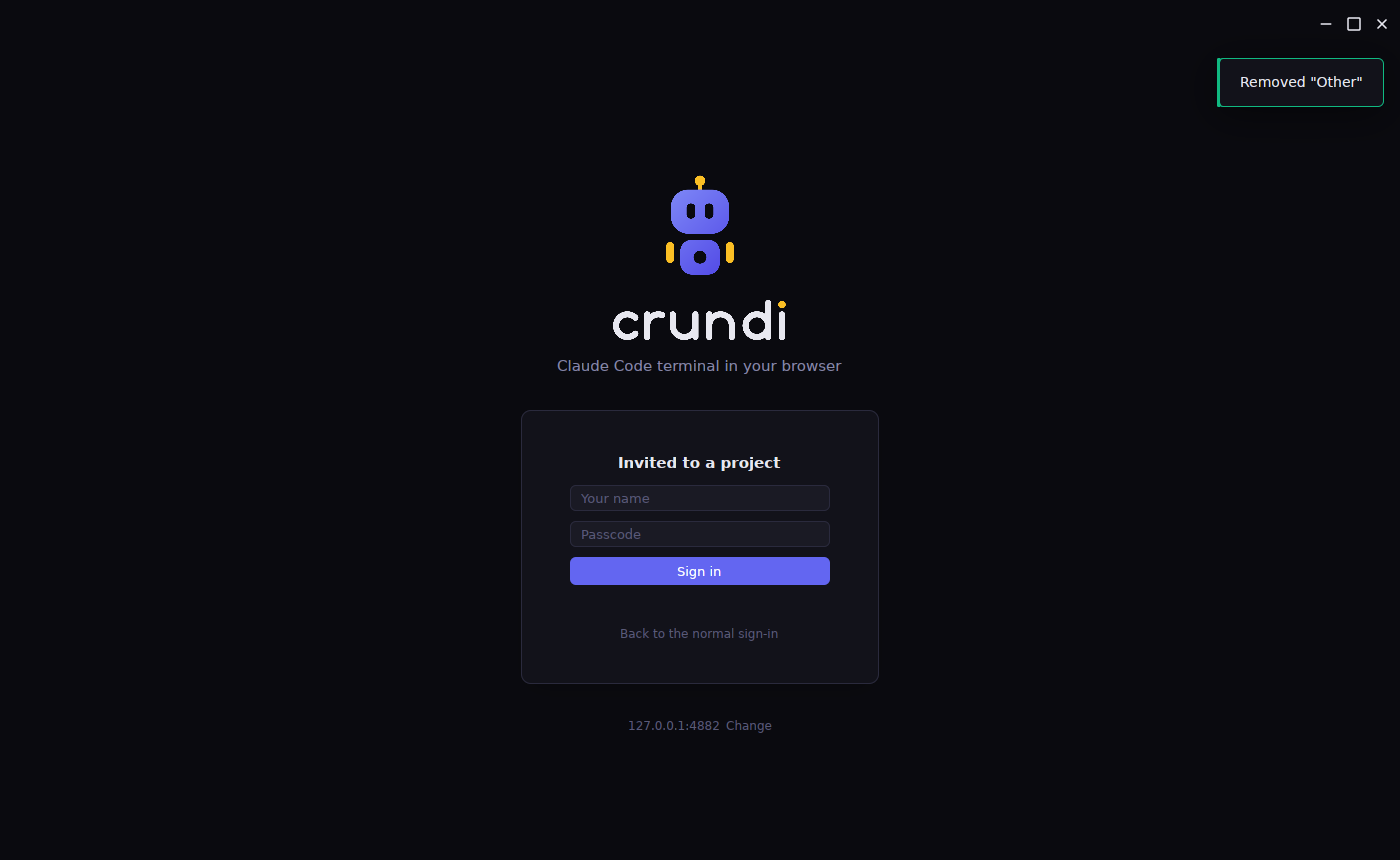 Removed "Other"
crundi
Claude Code terminal in your browser
Invited to a project
Your name
Passcode
Sign in
Back to the normal sign-in
127.0.0.1:4882 Change